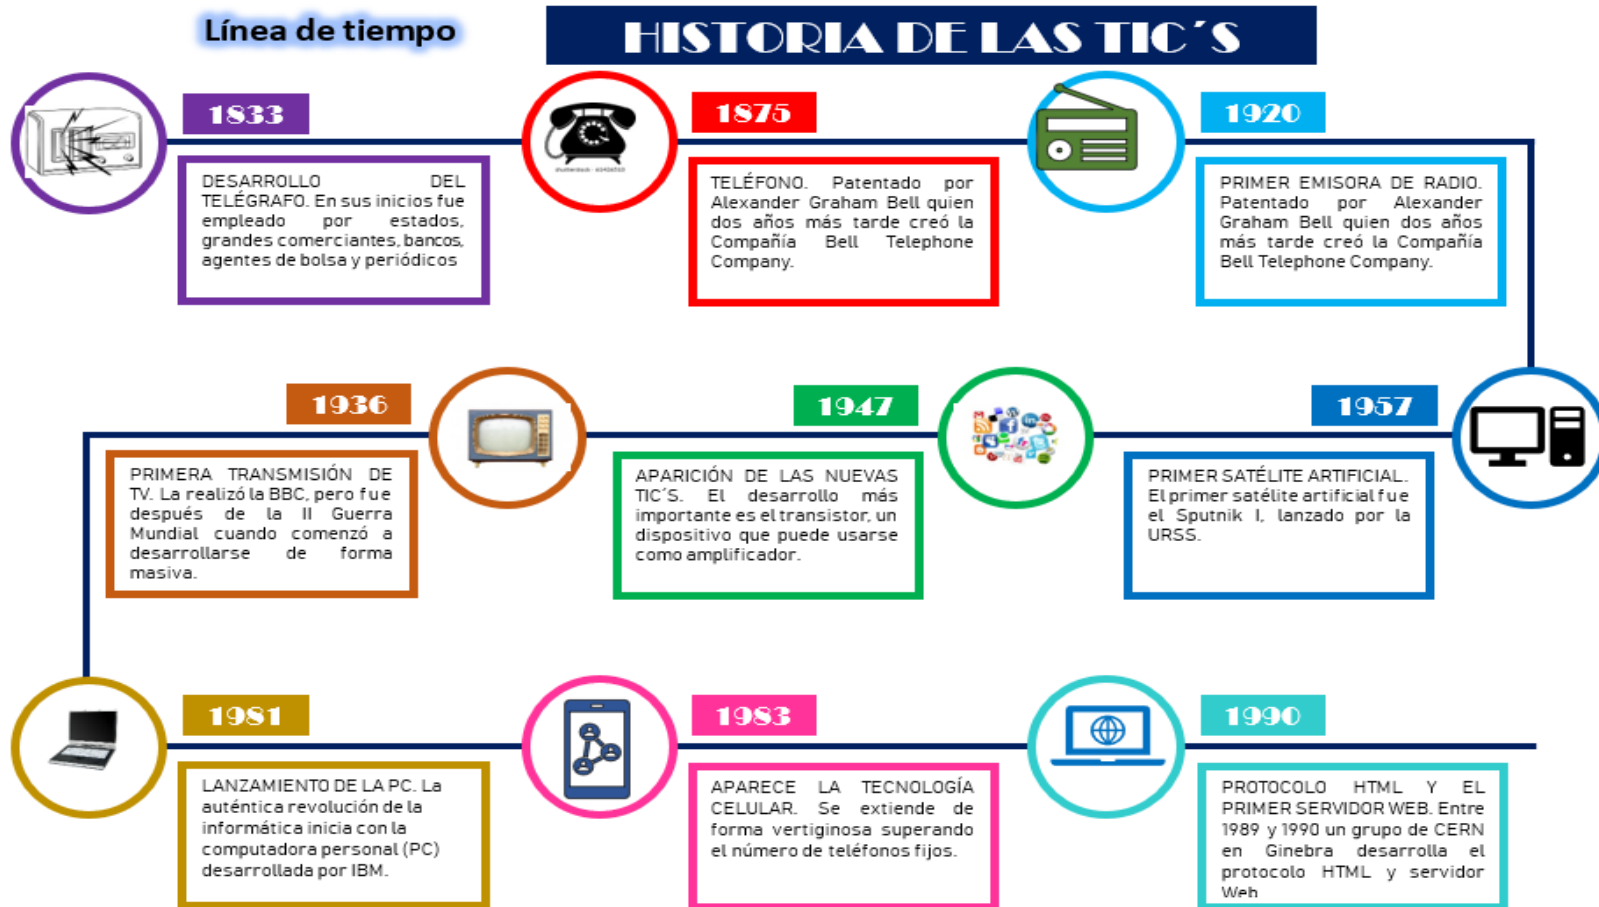 Línea de tiempo
HISTORIA DE LAS TIC´S
1833
DESARROLLO DEL
TELÉGRAFO. En sus inicios fue
empleado por estados,
grandes comerciantes, bancos,
agentes de bolsa y periódicos
1875
TELÉFONO. Patentado por
Alexander Graham Bell quien
dos años más tarde creó la
Compañía Bell Telephone
Company.
1920
PRIMER EMISORA DE RADIO.
Patentado por Alexander
Graham Bell quien dos años
más tarde creó la Compañía
Bell Telephone Company.
1936
PRIMERA TRANSMISIÓN DE
TV. La realizó la BBC, pero fue
después de la II Guerra
Mundial cuando comenzó a
desarrollarse de forma
masiva.
1947
APARICIÓN DE LAS NUEVAS
TIC´S. El desarrollo más
importante es el transistor, un
dispositivo que puede usarse
como amplificador.
1957
PRIMER SATÉLITE ARTIFICIAL.
El primer satélite artificial fue
el Sputnik I, lanzado por la
URSS.
1981
LANZAMIENTO DE LA PC. La
auténtica revolución de la
informática inicia con la
computadora personal (PC)
desarrollada por IBM.
1983
APARECE LA TECNOLOGÍA
CELULAR. Se extiende de
forma vertiginosa superando
el número de teléfonos fijos.
1990
PROTOCOLO HTML Y EL
PRIMER SERVIDOR WEB. Entre
1989 y 1990 un grupo de CERN
en Ginebra desarrolla el
protocolo HTML y servidor
Web